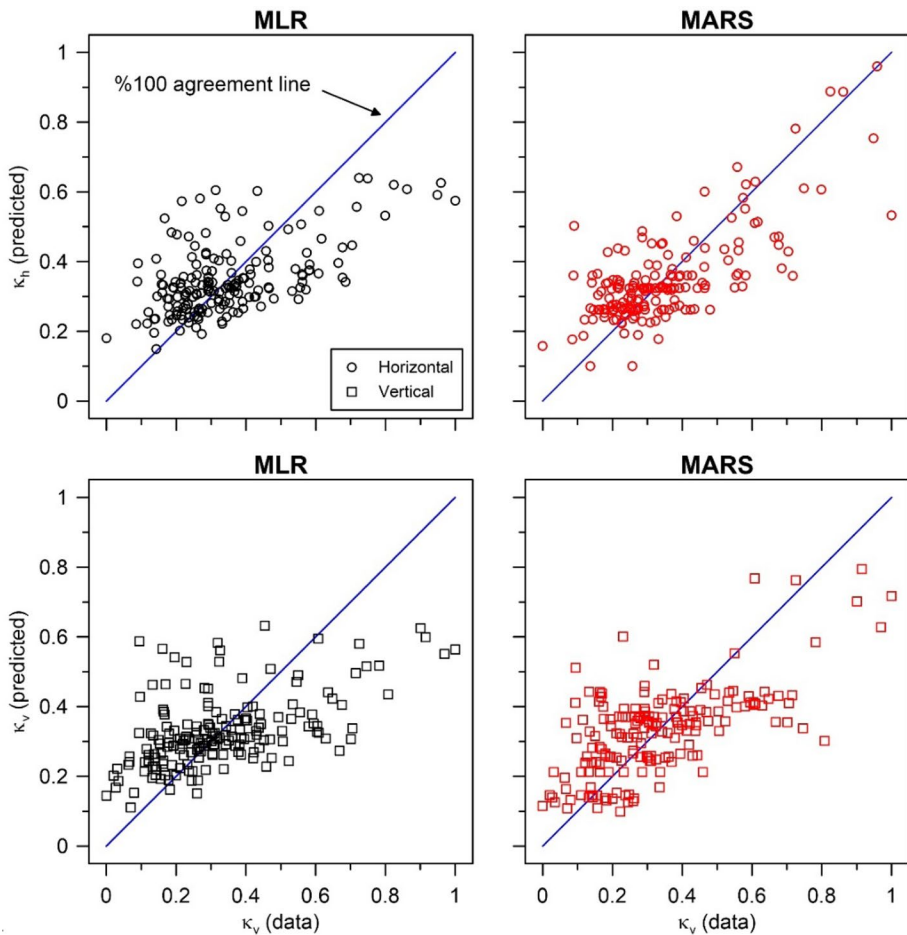 MLR
MARS
1
0.8
0.6
0.4
0.2
0
κh (predicted)
%100 agreement line
Horizontal
Vertical
MLR
MARS
1
0.8
0.6
0.4
0.2
0
κv (predicted)
0 0.2 0.4 0.6 0.8 1
0 0.2 0.4 0.6 0.8 1
κv (data)
κv (data)